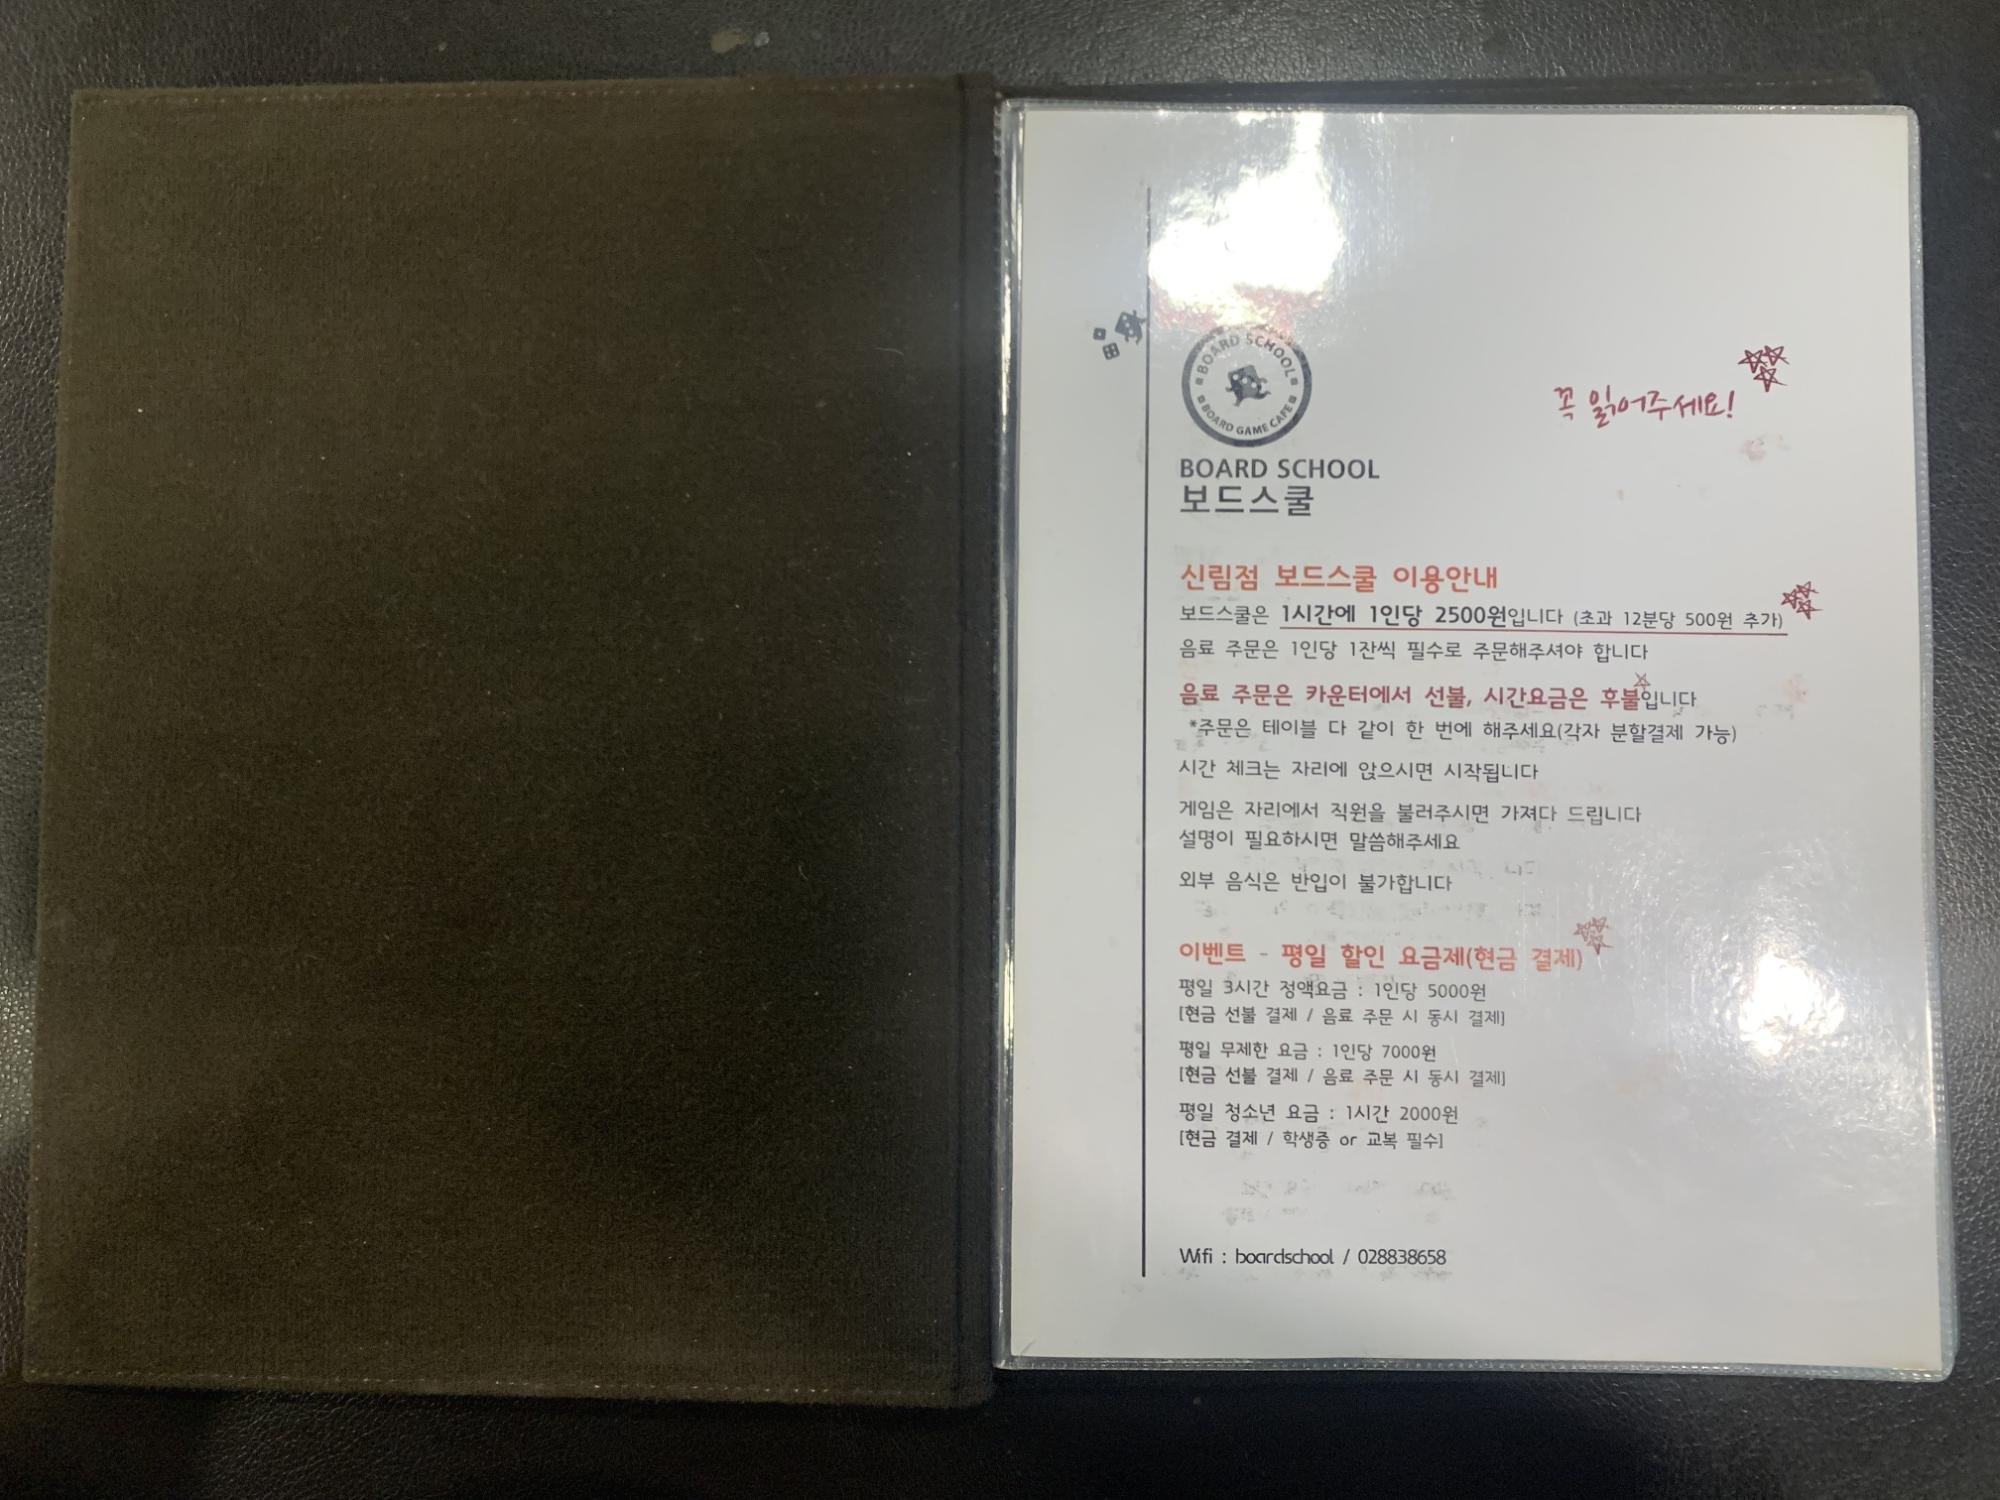 BOARD SCHOOL
BOARD GAME CAFE
꼭 읽어주세요!
BOARD SCHOOL
보드스쿨
신림점 보드스쿨 이용안내
보드스쿨은 1시간에 1인당 2500원입니다 (초과 12분당 500원 추가)
음료 주문은 1인당 1잔씩 필수로 주문해주셔야 합니다
음료 주문은 카운터에서 선불, 시간요금은 후불입니다
*주문은 테이블 다 같이 한 번에 해주세요(각자 분할결제 가능)
시간 체크는 자리에 앉으시면 시작됩니다
게임은 자리에서 직원을 불러주시면 가져다 드립니다
설명이 필요하시면 말씀해주세요
외부 음식은 반입이 불가합니다
이벤트 - 평일 할인 요금제(현금 결제)
평일 3시간 정액요금 : 1인당 5000원
[현금 선불 결제 / 음료 주문 시 동시 결제]
평일 무제한 요금 : 1인당 7000원
[현금 선불 결제 / 음료 주문 시 동시 결제]
평일 청소년 요금 : 1시간 2000원
[현금 결제 / 학생증 or 교복 필수]
Wifi : boardschool / 028838658